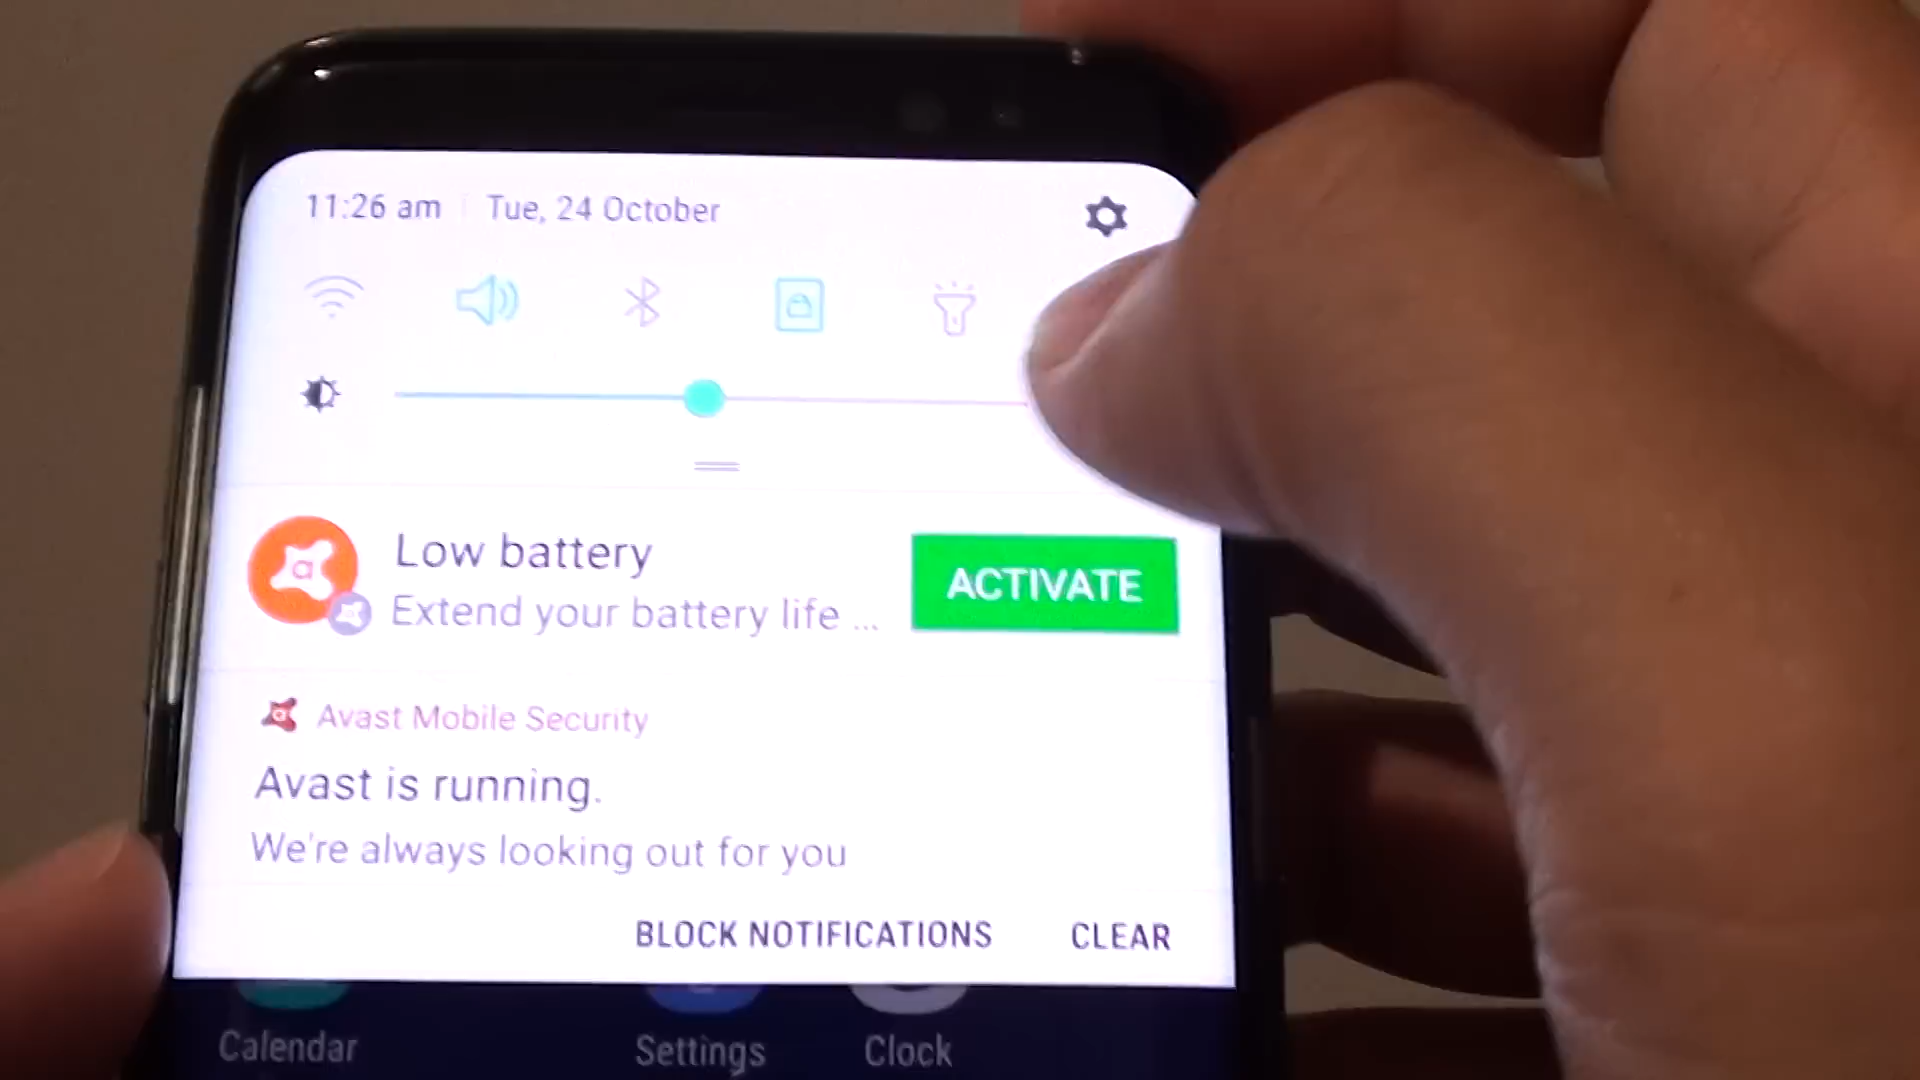 11:26 am | Tue, 24 October
Low battery
Extend your battery life ...
ACTIVATE
Avast Mobile Security
Avast is running.
We're always looking out for you
BLOCK NOTIFICATIONS CLEAR
Calendar Settings Clock